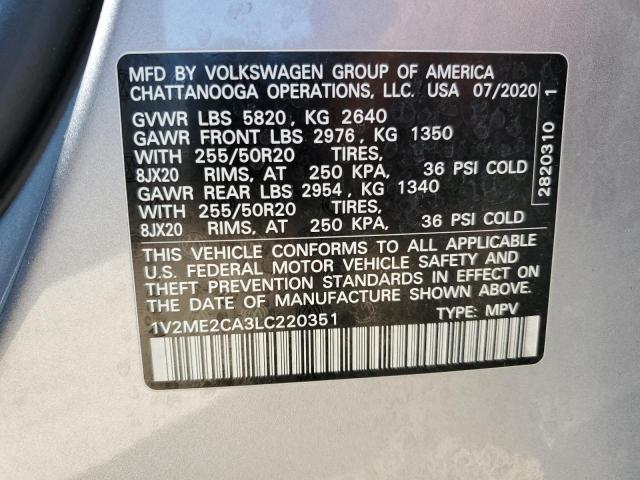 MFD BY VOLKSWAGEN GROUP OF AMERICA
CHATTANOOGA OPERATIONS, LLC. USA 07/2020
GVWR LBS 5820, KG 2640
GAWR FRONT LBS 2976, KG 1350
WITH 255/50R20 TIRES,
8JX20 RIMS, AT 250 KPA, 36 PSI COLD
GAWR REAR LBS 2954, KG 1340
WITH 255/50R20 TIRES,
8JX20 RIMS, AT 250 KPA, 36 PSI COLD
THIS VEHICLE CONFORMS TO ALL APPLICABLE
U.S. FEDERAL MOTOR VEHICLE SAFETY AND
THEFT PREVENTION STANDARDS IN EFFECT ON
THE DATE OF MANUFACTURE SHOWN ABOVE.
1V2ME2CA3LC220351 TYPE: MPV
2820310 1